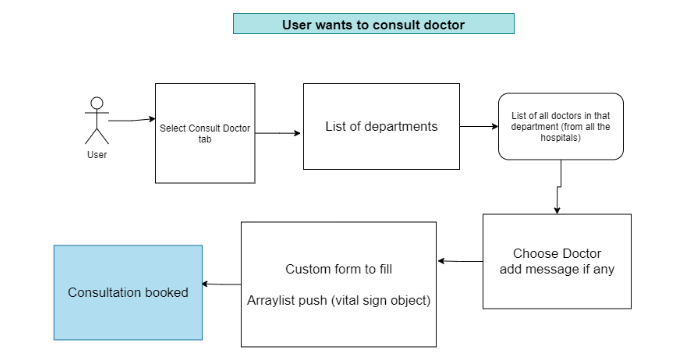 User wants to consult doctor
User
Select Consult Doctor
tab
List of departments
List of all doctors in that
department (from all the
hospitals)
Choose Doctor
add message if any
Custom form to fill
Arraylist push (vital sign object)
Consultation booked